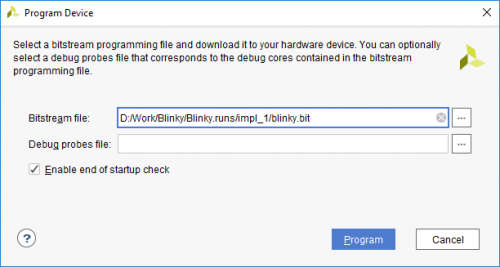 Program Device
Select a bitstream programming file and download it to your hardware device. You can optionally
select a debug probes file that corresponds to the debug cores contained in the bitstream
programming file.
Bitstream file: D:/Work/Blinky/Blinky.runs/impl_1/blinky.bit ...
Debug probes file: ...
Enable end of startup check
? Program Cancel